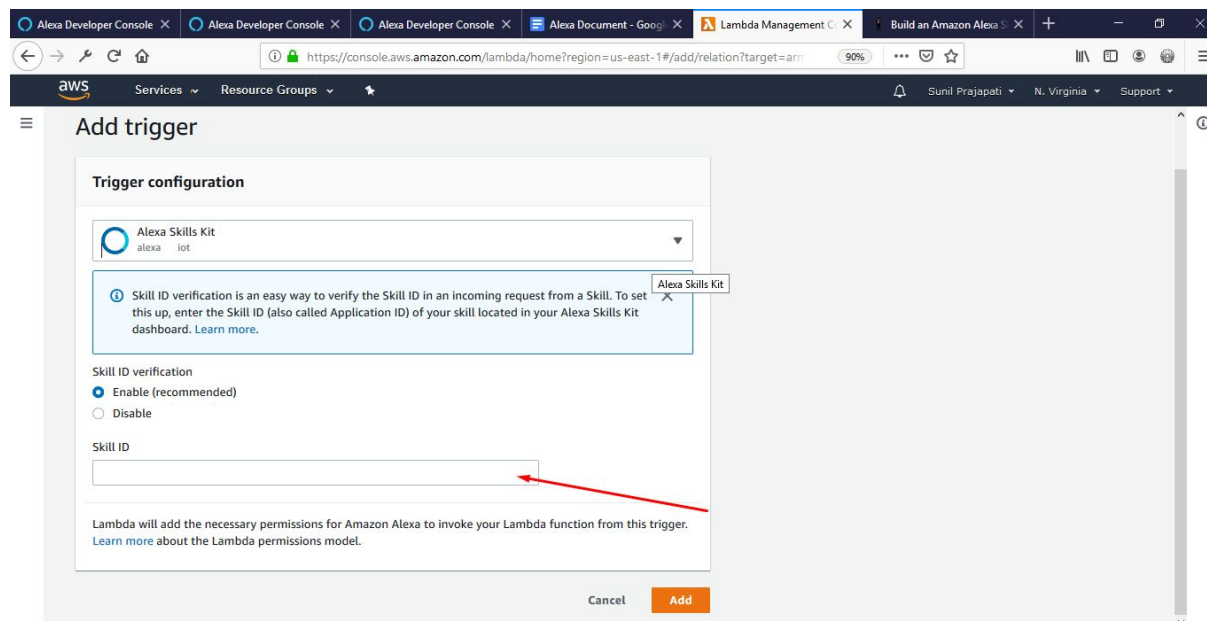 Alexa Developer Console
Alexa Developer Console
Alexa Developer Console
Alexa Document - Googl
Lambda Management C
Build an Amazon Alexa S
https://console.aws.amazon.com/lambda/home?region=us-east-1#/add/relation?target=arn
90%
aws
Services
Resource Groups
Sunil Prajapati
N. Virginia
Support
Add trigger
Trigger configuration
Alexa Skills Kit
alexa iot
Alexa Skills Kit
Skill ID verification is an easy way to verify the Skill ID in an incoming request from a Skill. To set
this up, enter the Skill ID (also called Application ID) of your skill located in your Alexa Skills Kit
dashboard. Learn more.
Skill ID verification
Enable (recommended)
Disable
Skill ID
Lambda will add the necessary permissions for Amazon Alexa to invoke your Lambda function from this trigger.
Learn more about the Lambda permissions model.
Cancel
Add